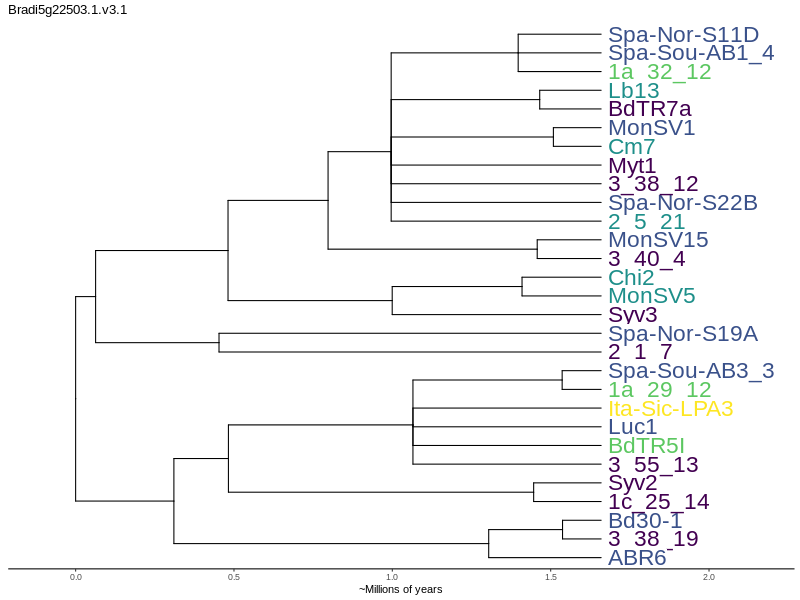 Bradi5g22503.1.v3.1
Spa-Nor-S11D
Spa-Sou-AB1_4
1a_32_12
Lb13
BdTR7a
MonSV1
Cm7
Myt1
3_38_12
Spa-Nor-S22B
2_5_21
MonSV15
3_40_4
Chi2
MonSV5
Syv3
Spa-Nor-S19A
2_1_7
Spa-Sou-AB3_3
1a_29_12
Ita-Sic-LPA3
Luc1
BdTR5I
3_55_13
Syv2
1c_25_14
Bd30-1
3_38_19
ABR6
0.0 0.5 1.0 1.5 2.0
~Millions of years